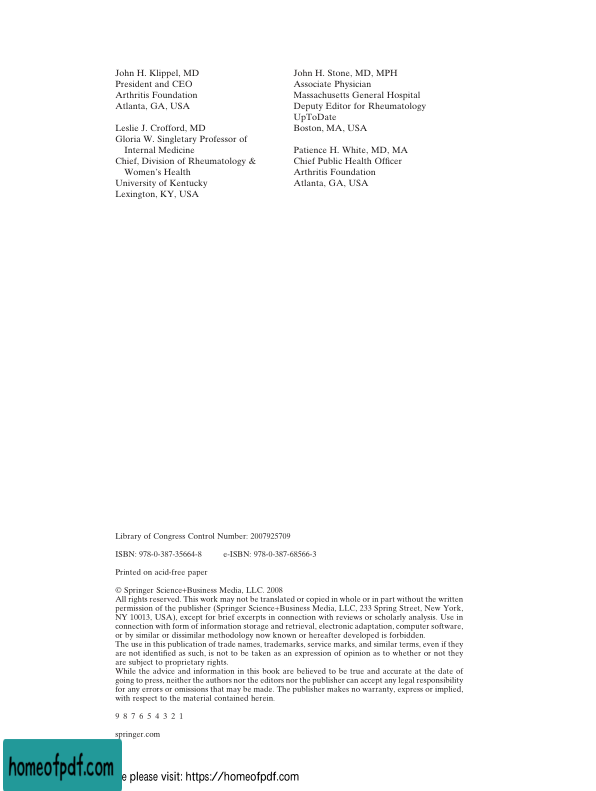 John H. Klippel, MD
President and CEO
Arthritis Foundation
Atlanta, GA, USA
Leslie J. Crofford, MD
Gloria W. Singletary Professor of
Internal Medicine
Chief, Division of Rheumatology &
Women's Health
University of Kentucky
Lexington, KY, USA
John H. Stone, MD, MPH
Associate Physician
Massachusetts General Hospital
Deputy Editor for Rheumatology
UpToDate
Boston, MA, USA
Patience H. White, MD, MA
Chief Public Health Officer
Arthritis Foundation
Atlanta, GA, USA
Library of Congress Control Number: 2007925709
ISBN: 978-0-387-35664-8 e-ISBN: 978-0-387-68566-3
Printed on acid-free paper
© Springer Science+Business Media, LLC. 2008
All rights reserved. This work may not be translated or copied in whole or in part without the written
permission of the publisher (Springer Science+Business Media, LLC, 233 Spring Street, New York,
NY 10013, USA), except for brief excerpts in connection with reviews or scholarly analysis. Use in
connection with form of information storage and retrieval, electronic adaptation, computer software,
or by similar or dissimilar methodology now known or hereafter developed is forbidden.
The use in this publication of trade names, trademarks, service marks, and similar terms, even if they
are not identified as such, is not to be taken as an expression of opinion as to whether or not they
are subject to proprietary rights.
While the advice and information in this book are believed to be true and accurate at the date of
going to press, neither the authors nor the editors nor the publisher can accept any legal responsibility
for any errors or omissions that may be made. The publisher makes no warranty, express or implied,
with respect to the material contained herein.
9 8 7 6 5 4 3 2 1
springer.com
homeofpdf.com
please visit: https://homeofpdf.com